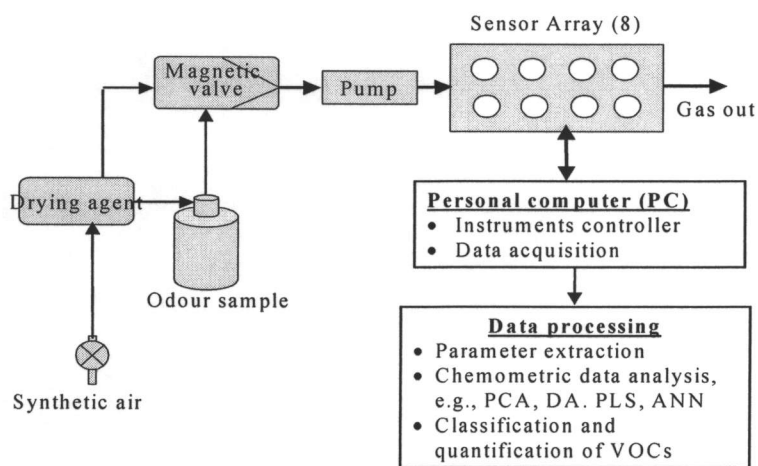 Sensor Array (8)
Magnetic
valve
Pump
Gas out
Drying agent
Odour sample
Synthetic air
Personal computer (PC)
• Instruments controller
• Data acquisition
Data processing
• Parameter extraction
• Chemometric data analysis,
e.g., PCA, DA. PLS, ANN
• Classification and
quantification of VOCs